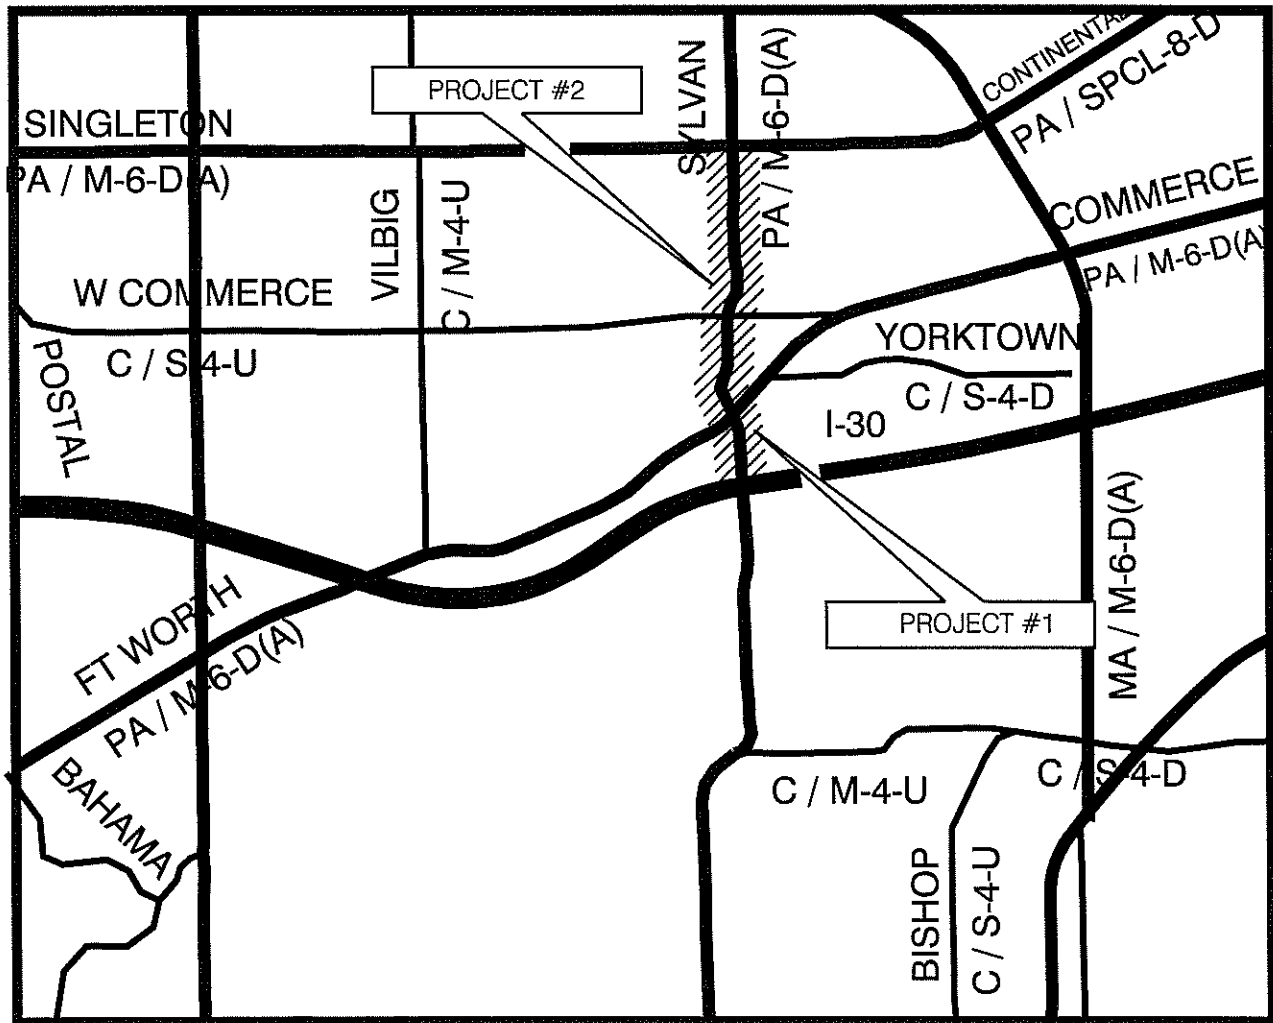 CONTINENTAL
PA / SPCL-8-D
SYLVAN
PA / M-6-D(A)
PROJECT #2
SINGLETON
PA / M-6-D(A)
VILBIG
C / M-4-U
COMMERCE
PA / M-6-D(A)
W COMMERCE
C / S-4-U
POSTAL
YORKTOWN
C / S-4-D
I-30
MA / M-6-D(A)
PROJECT #1
FT WORTH
PA / M-6-D(A)
BAHAMA
C / M-4-U
C / S-4-D
BISHOP
C / S-4-U